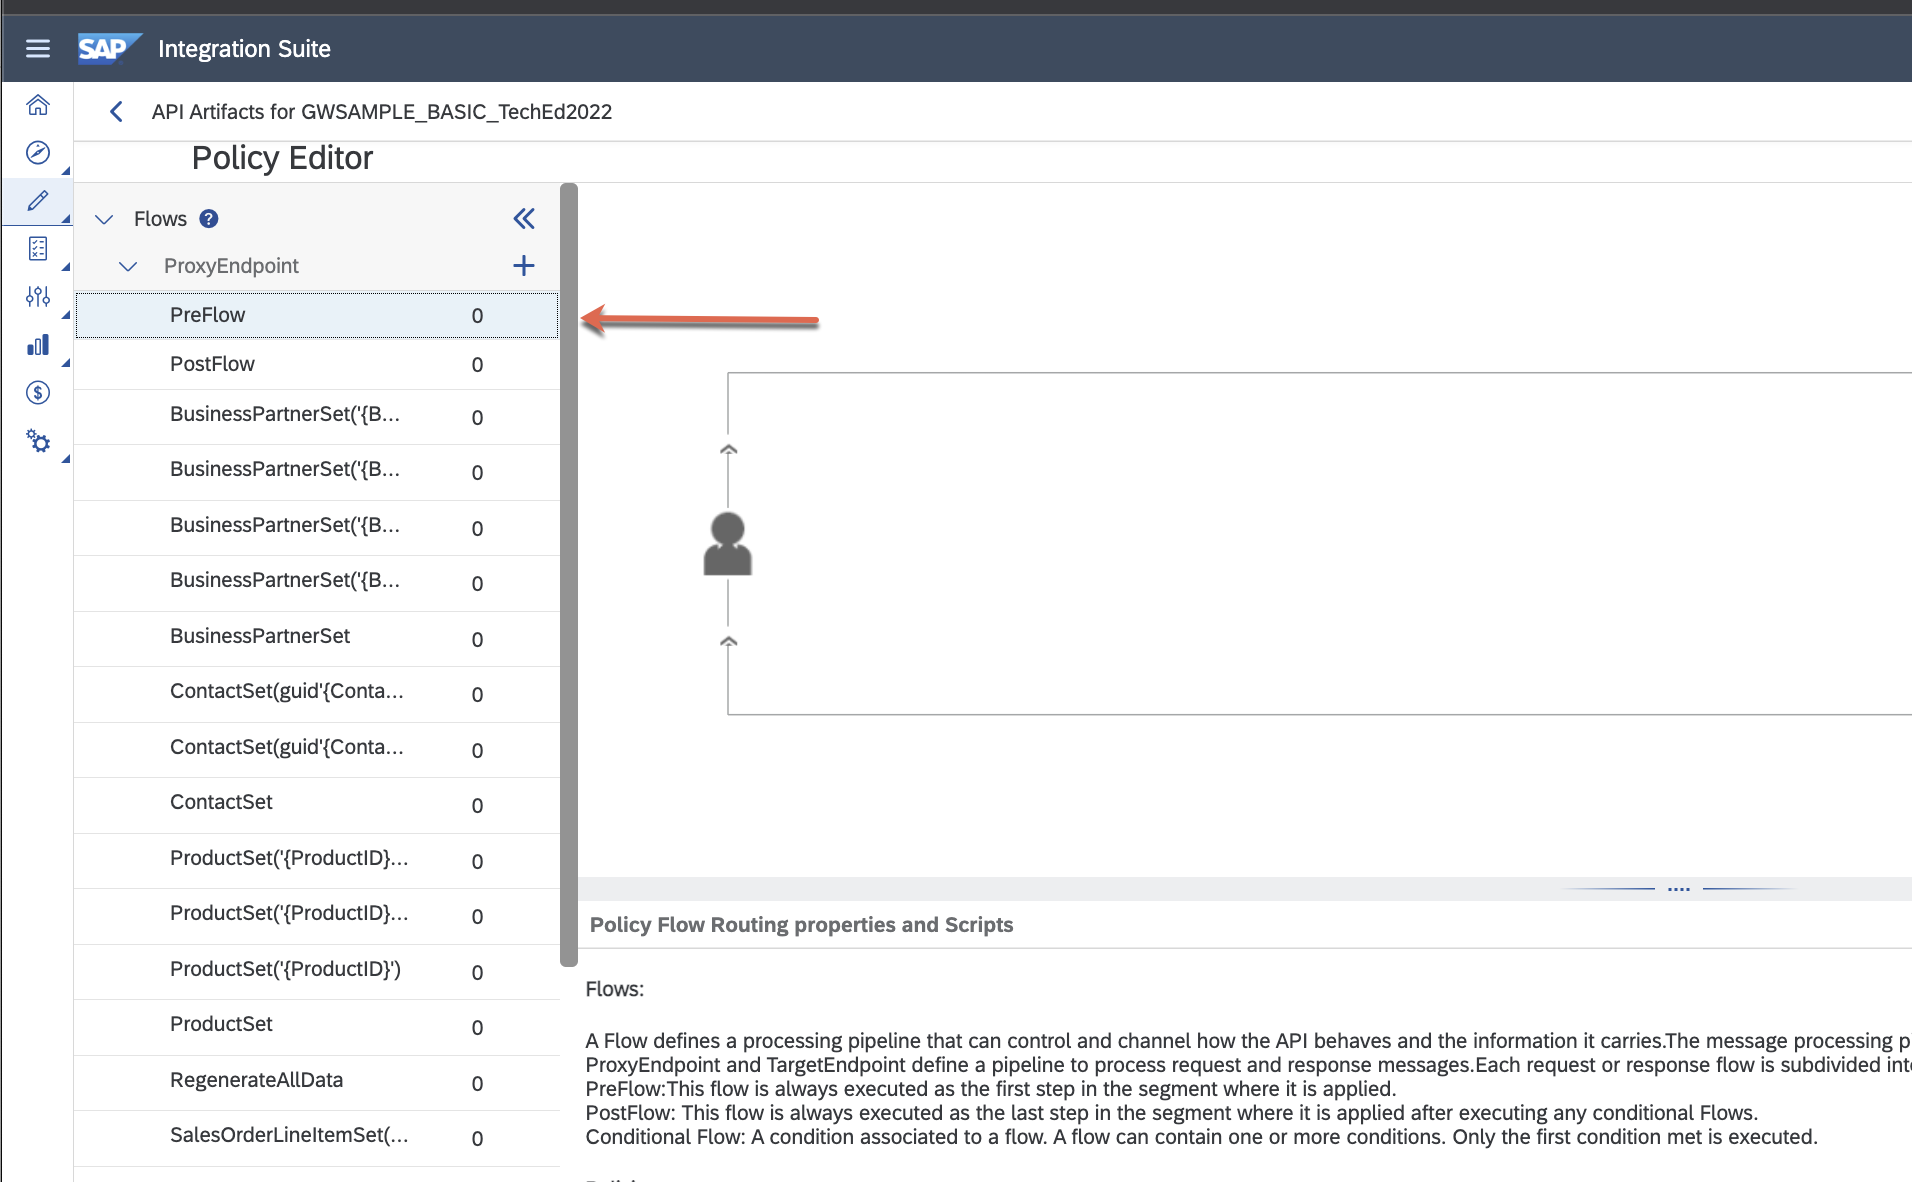 SAP Integration Suite
API Artifacts for GWSAMPLE_BASIC_TechEd2022
Policy Editor
Flows ?
ProxyEndpoint
PreFlow 0
PostFlow 0
BusinessPartnerSet('{B... 0
BusinessPartnerSet('{B... 0
BusinessPartnerSet('{B... 0
BusinessPartnerSet('{B... 0
BusinessPartnerSet 0
ContactSet(guid'{Conta... 0
ContactSet(guid'{Conta... 0
ContactSet 0
ProductSet('{ProductID}... 0
ProductSet('{ProductID}... 0
ProductSet('{ProductID}') 0
ProductSet 0
RegenerateAllData 0
SalesOrderLineItemSet(... 0
Policy Flow Routing properties and Scripts
Flows:
A Flow defines a processing pipeline that can control and channel how the API behaves and the information it carries.The message processing p
ProxyEndpoint and TargetEndpoint define a pipeline to process request and response messages.Each request or response flow is subdivided int
PreFlow:This flow is always executed as the first step in the segment where it is applied.
PostFlow: This flow is always executed as the last step in the segment where it is applied after executing any conditional Flows.
Conditional Flow: A condition associated to a flow. A flow can contain one or more conditions. Only the first condition met is executed.